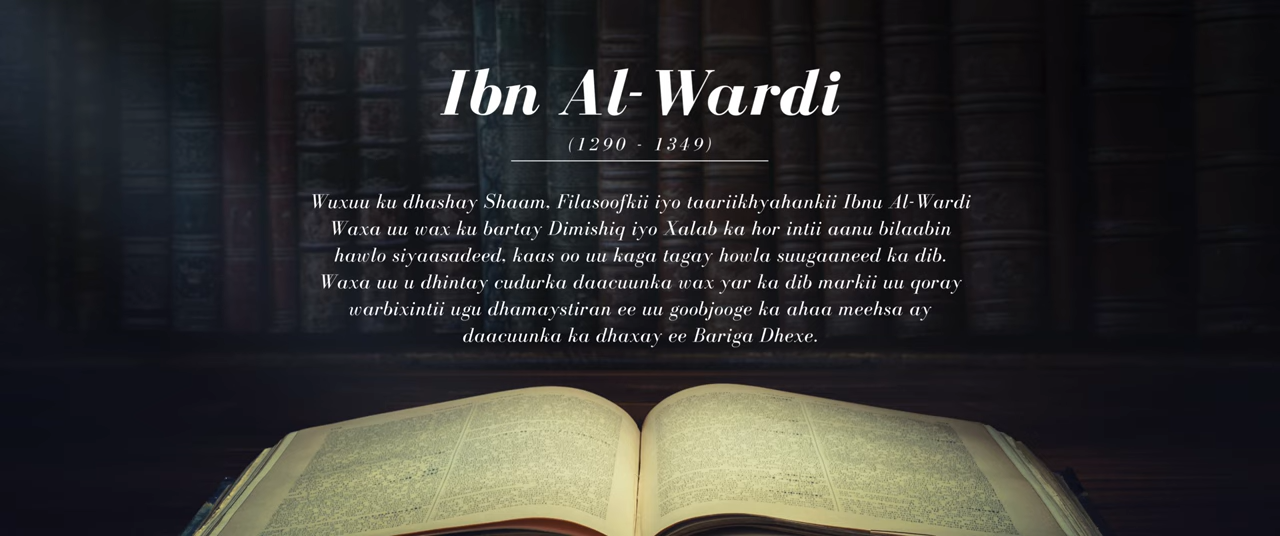 Ibn Al-Wardi
(1290 - 1349)
Wuxuu ku dhashay Shaam, Filasoofkii iyo taariikhyahankii Ibnu Al-Wardi
Waxa uu wax ku bartay Dimishiq iyo Xalab ka hor intii aanu bilaabin
hawlo siyaasadeed, kaas oo uu kaga tagay howla suugaaneed ka dib.
Waxa uu u dhintay cudurka daacuunka wax yar ka dib markii uu qoray
warbixintii ugu dhamaystiran ee uu goobjooge ka ahaa meehsa ay
daacuunka ka dhaxay ee Bariga Dhexe.